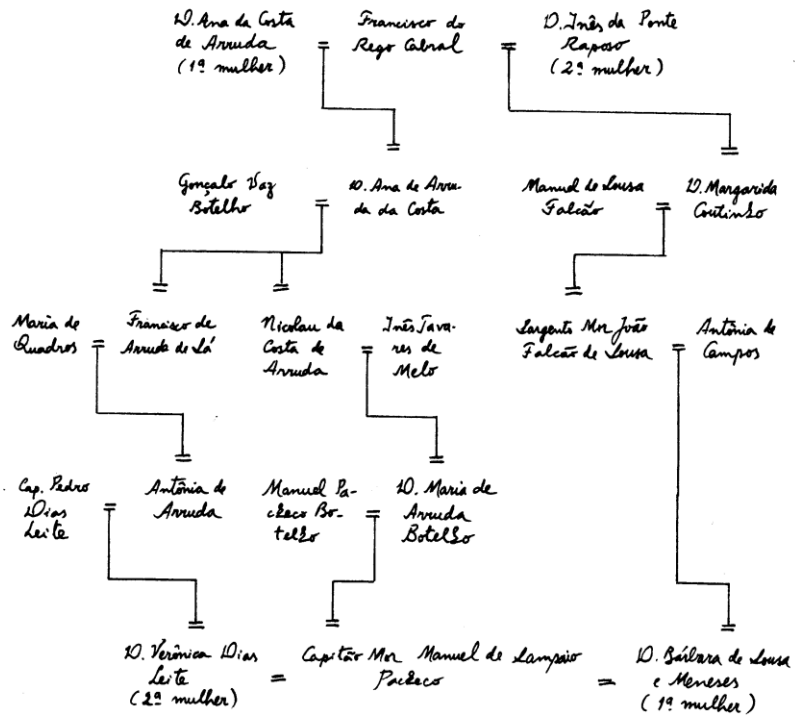 D. Ana da Costa
de Arruda
(1ª mulher)
=
Francisco do
Rego Cabral
=
D. Inês da Ponte
Raposo
(2ª mulher)
Gonçalo Vaz
Botelho
=
D. Ana de Arru-
da da Costa
Manuel de Sousa
Falcão
=
D. Margarida
Coutinho
Maria de
Quadros
=
Francisco de
Arruda de Sá
Nicolau da
Costa de
Arruda
=
Inês Tava-
res de
Melo
Sargento Mor João
Falcão de Sousa
=
Antónia de
Campos
Cap. Pedro
Dias
Leite
=
Antónia de
Arruda
Manuel Pa-
checo Bo-
telho
=
D. Maria de
Arruda
Botelho
D. Verónica Dias
Leite
(2ª mulher)
=
Capitão Mor Manuel de Sampaio
Pacheco
=
D. Bárbara de Sousa
e Meneses
(1ª mulher)